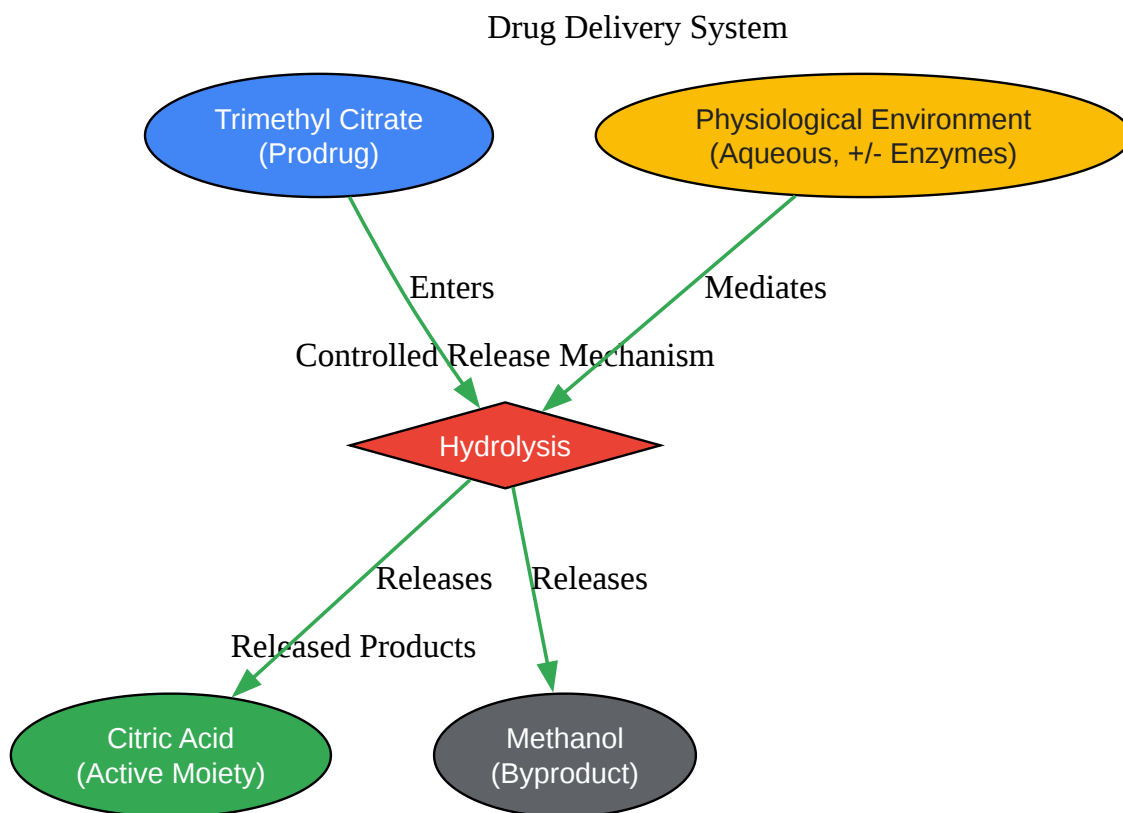 Drug Delivery System
Trimethyl Citrate
(Prodrug)
Physiological Environment
(Aqueous, +/- Enzymes)
Enters
Mediates
Controlled Release Mechanism
Hydrolysis
Releases
Releases
Released Products
Citric Acid
(Active Moiety)
Methanol
(Byproduct)